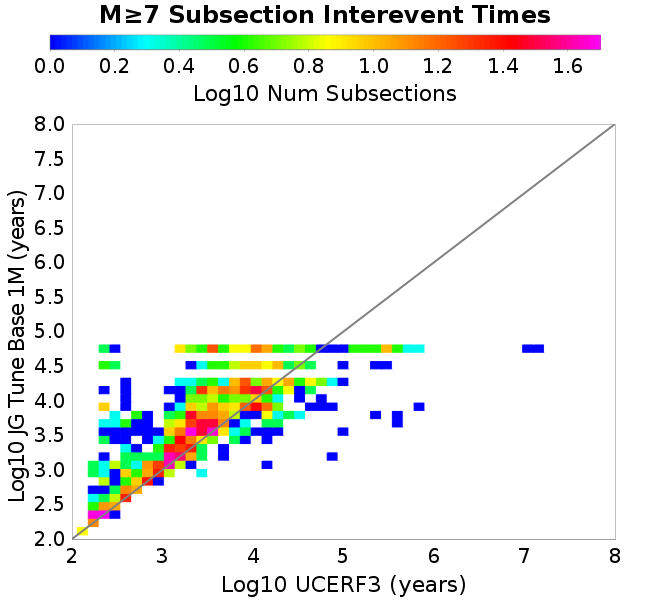 M≥7 Subsection Interevent Times
0.0 0.2 0.4 0.6 0.8 1.0 1.2 1.4 1.6
Log10 Num Subsections
8.0
7.5
7.0
6.5
6.0
5.5
5.0
4.5
4.0
3.5
3.0
2.5
2.0
Log10 JG Tune Base 1M (years)
2 3 4 5 6 7 8
Log10 UCERF3 (years)